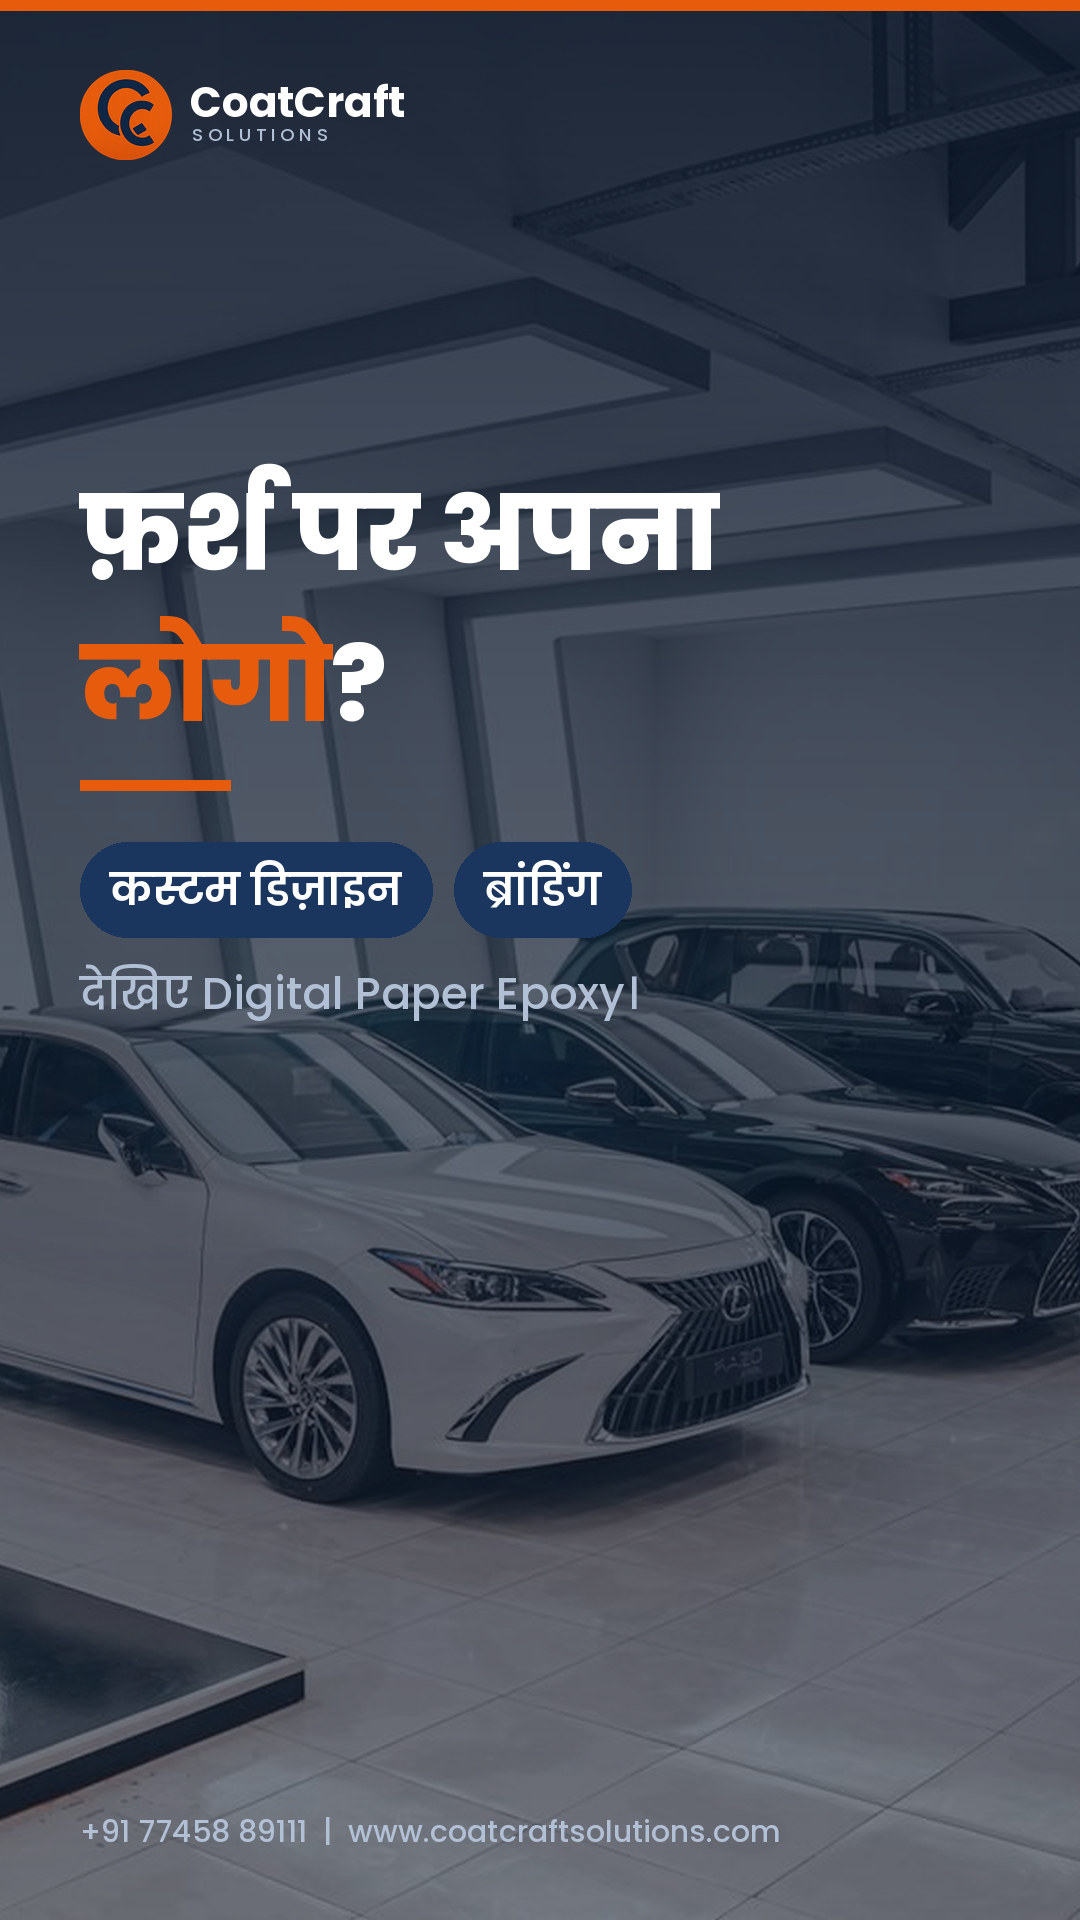 CoatCraft
SOLUTIONS
फ़र्श पर अपना
लोगो?
कस्टम डिज़ाइन
ब्रांडिंग
देखिए Digital Paper Epoxy।
+91 77458 89111 | www.coatcraftsolutions.com